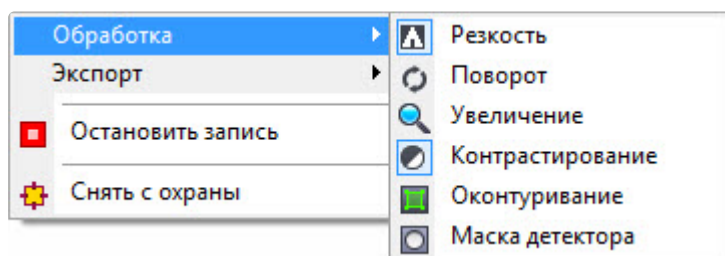 Обработка
Экспорт
Остановить запись
Снять с охраны
Резкость
Поворот
Увеличение
Контрастирование
Оконтуривание
Маска детектора